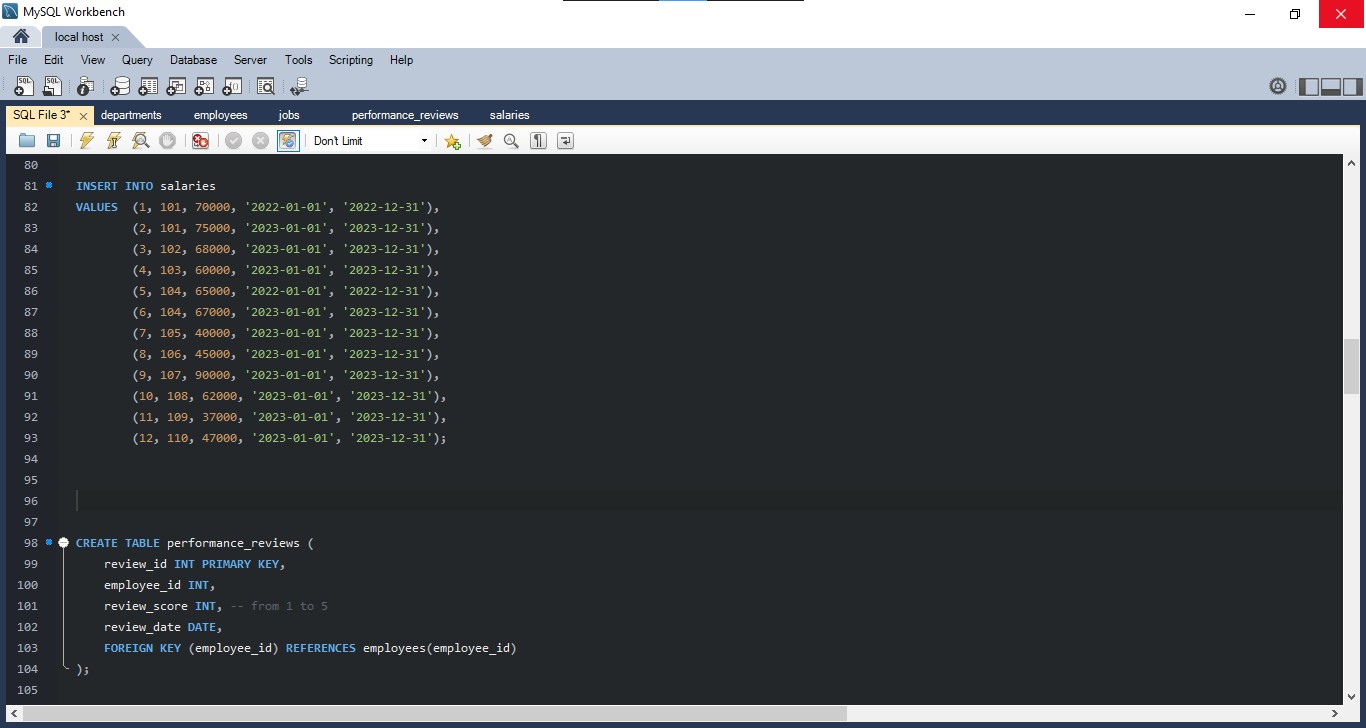 MySQL Workbench
local host
File Edit View Query Database Server Tools Scripting Help
SQL File 3* departments employees jobs performance_reviews salaries
Don't Limit
80
81 INSERT INTO salaries
82 VALUES (1, 101, 70000, '2022-01-01', '2022-12-31'),
83 (2, 101, 75000, '2023-01-01', '2023-12-31'),
84 (3, 102, 68000, '2023-01-01', '2023-12-31'),
85 (4, 103, 60000, '2023-01-01', '2023-12-31'),
86 (5, 104, 65000, '2022-01-01', '2022-12-31'),
87 (6, 104, 67000, '2023-01-01', '2023-12-31'),
88 (7, 105, 40000, '2023-01-01', '2023-12-31'),
89 (8, 106, 45000, '2023-01-01', '2023-12-31'),
90 (9, 107, 90000, '2023-01-01', '2023-12-31'),
91 (10, 108, 62000, '2023-01-01', '2023-12-31'),
92 (11, 109, 37000, '2023-01-01', '2023-12-31'),
93 (12, 110, 47000, '2023-01-01', '2023-12-31');
94
95
96
97
98 CREATE TABLE performance_reviews (
99 review_id INT PRIMARY KEY,
100 employee_id INT,
101 review_score INT, -- from 1 to 5
102 review_date DATE,
103 FOREIGN KEY (employee_id) REFERENCES employees(employee_id)
104 );
105